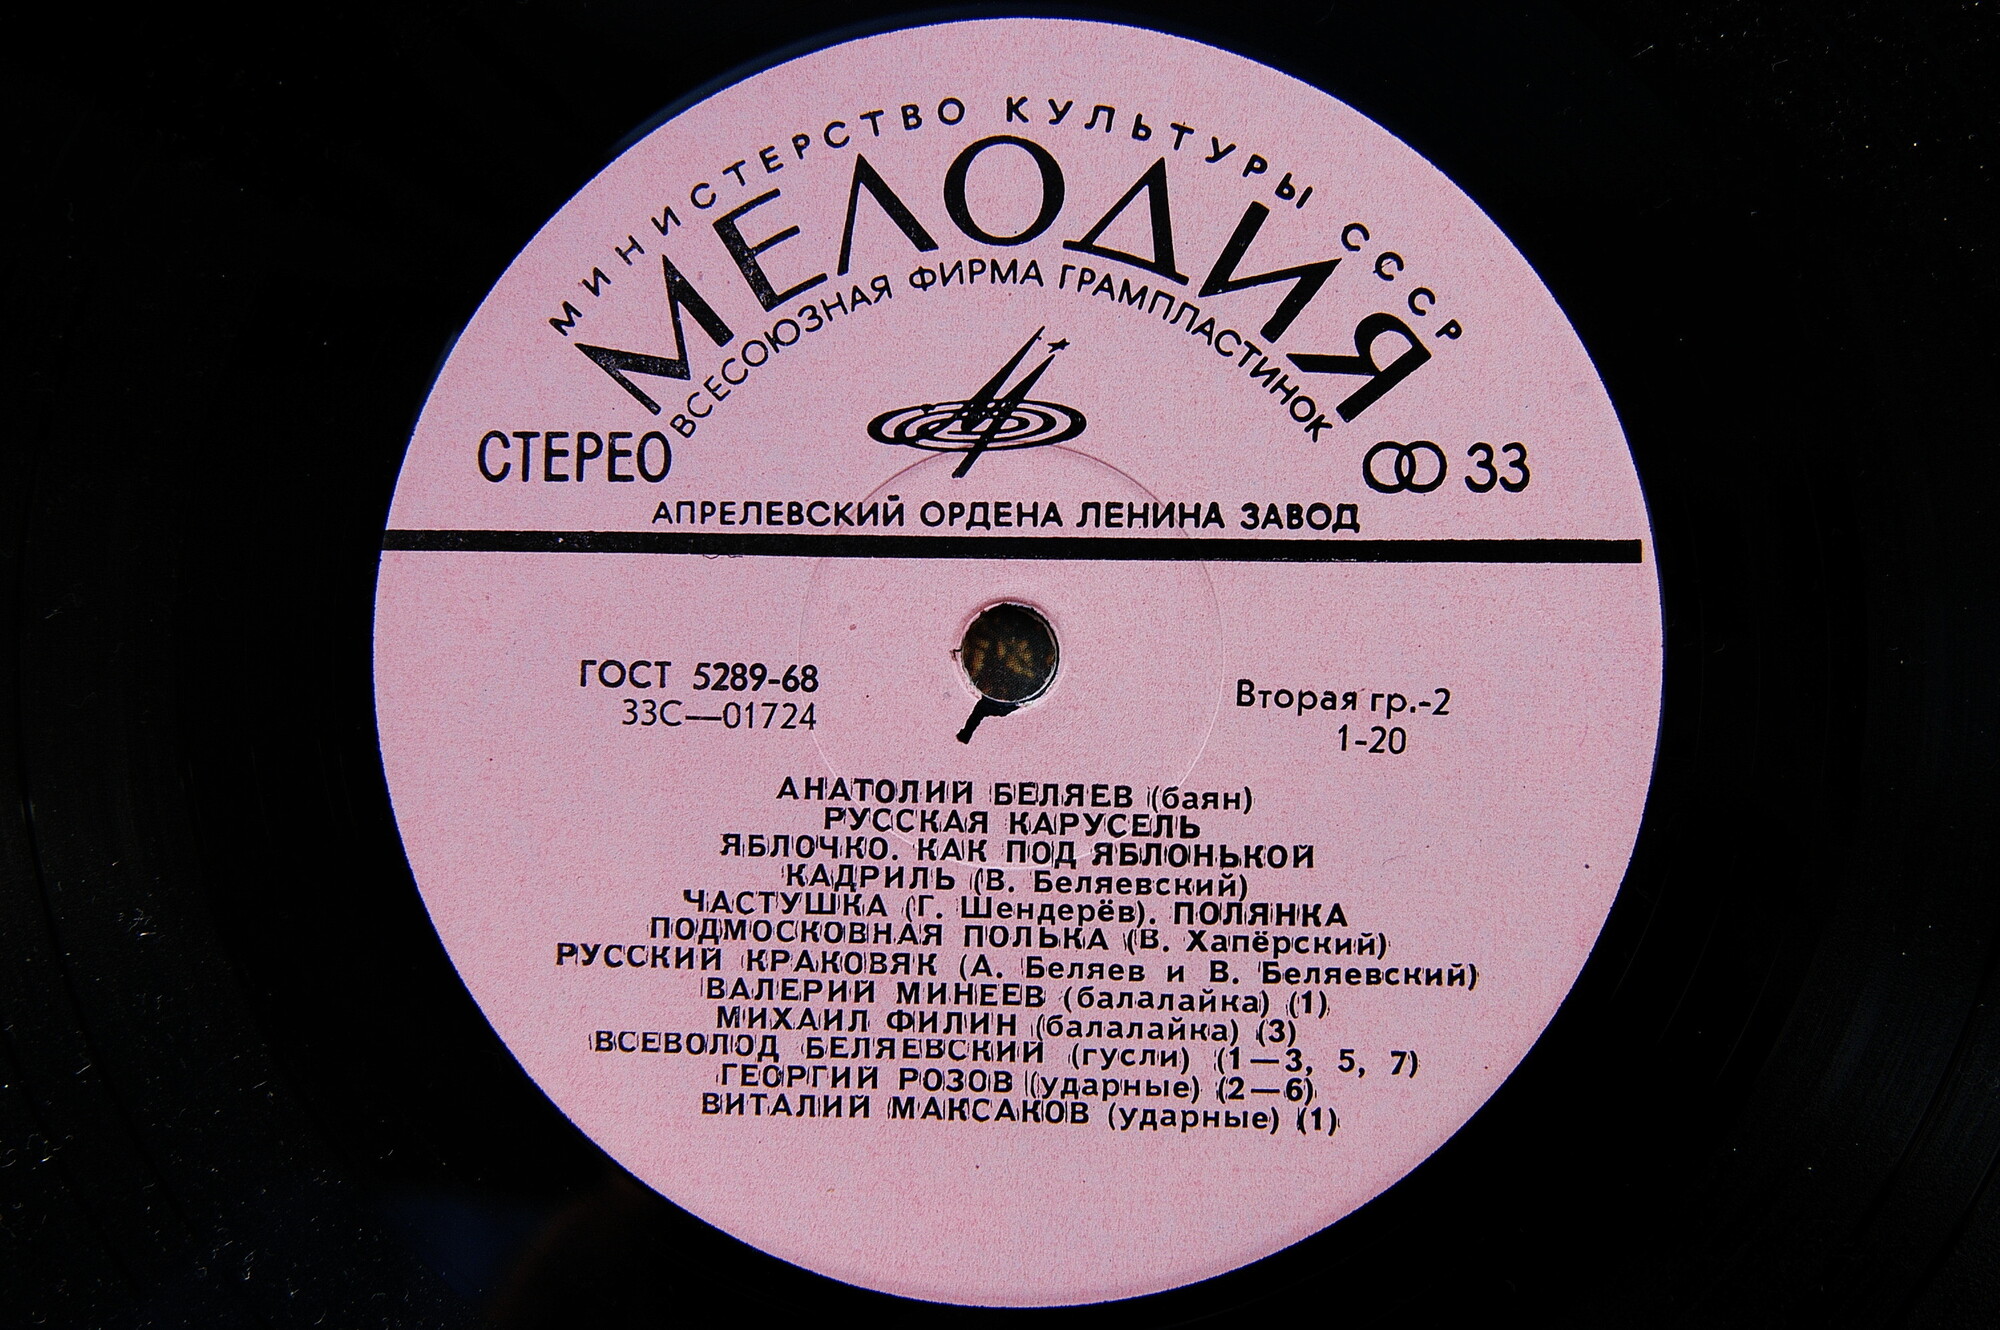 МИНИСТЕРСТВО КУЛЬТУРЫ СССР
МЕЛОДИЯ
ВСЕСОЮЗНАЯ ФИРМА ГРАМПЛАСТИНОК
СТЕРЕО
33
АПРЕЛЕВСКИЙ ОРДЕНА ЛЕНИНА ЗАВОД
ГОСТ 5289-68
33С—01724
Вторая гр.-2
1-20
АНАТОЛИЙ БЕЛЯЕВ (баян)
РУССКАЯ КАРУСЕЛЬ
ЯБЛОЧКО. КАК ПОД ЯБЛОНЬКОЙ
КАДРИЛЬ (В. Беляевский)
ЧАСТУШКА (Г. Шендерёв). ПОЛЯНКА
ПОДМОСКОВНАЯ ПОЛЬКА (В. Хапёрский)
РУССКИЙ КРАКОВЯК (А. Беляев и В. Беляевский)
ВАЛЕРИЙ МИНЕЕВ (балалайка) (1)
МИХАИЛ ФИЛИН (балалайка) (3)
ВСЕВОЛОД БЕЛЯЕВСКИЙ (гусли) (1—3, 5, 7)
ГЕОРГИЙ РОЗОВ (ударные) (2—6)
ВИТАЛИЙ МАКСАКОВ (ударные) (1)